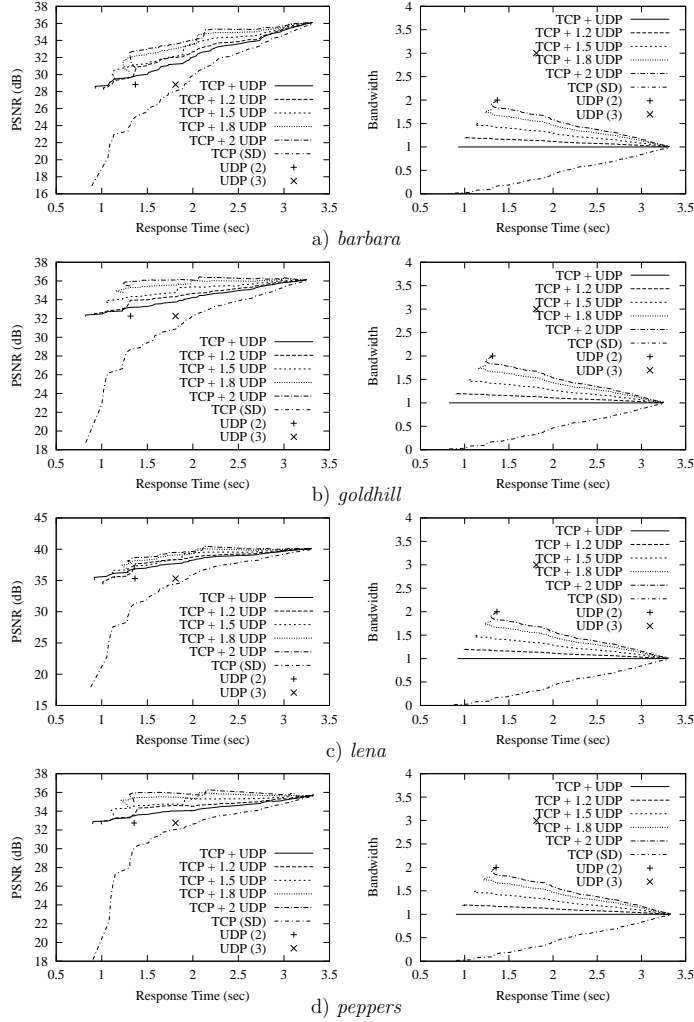 PSNR (dB)
36
34
32
30
28
26
24
22
20
18
16
TCP + UDP
TCP + 1.2 UDP
TCP + 1.5 UDP
TCP + 1.8 UDP
TCP + 2 UDP
TCP (SD)
UDP (2)
UDP (3)
0.5 1 1.5 2 2.5 3 3.5
Response Time (sec)
Bandwidth
4
3.5
3
2.5
2
1.5
1
0.5
0
TCP + UDP
TCP + 1.2 UDP
TCP + 1.5 UDP
TCP + 1.8 UDP
TCP + 2 UDP
TCP (SD)
UDP (2)
UDP (3)
0.5 1 1.5 2 2.5 3 3.5
Response Time (sec)
a) barbara
PSNR (dB)
38
36
34
32
30
28
26
24
22
20
18
TCP + UDP
TCP + 1.2 UDP
TCP + 1.5 UDP
TCP + 1.8 UDP
TCP + 2 UDP
TCP (SD)
UDP (2)
UDP (3)
0.5 1 1.5 2 2.5 3 3.5
Response Time (sec)
Bandwidth
4
3.5
3
2.5
2
1.5
1
0.5
0
TCP + UDP
TCP + 1.2 UDP
TCP + 1.5 UDP
TCP + 1.8 UDP
TCP + 2 UDP
TCP (SD)
UDP (2)
UDP (3)
0.5 1 1.5 2 2.5 3 3.5
Response Time (sec)
b) goldhill
PSNR (dB)
45
40
35
30
25
20
15
TCP + UDP
TCP + 1.2 UDP
TCP + 1.5 UDP
TCP + 1.8 UDP
TCP + 2 UDP
TCP (SD)
UDP (2)
UDP (3)
0.5 1 1.5 2 2.5 3 3.5
Response Time (sec)
Bandwidth
4
3.5
3
2.5
2
1.5
1
0.5
0
TCP + UDP
TCP + 1.2 UDP
TCP + 1.5 UDP
TCP + 1.8 UDP
TCP + 2 UDP
TCP (SD)
UDP (2)
UDP (3)
0.5 1 1.5 2 2.5 3 3.5
Response Time (sec)
c) lena
PSNR (dB)
38
36
34
32
30
28
26
24
22
20
18
TCP + UDP
TCP + 1.2 UDP
TCP + 1.5 UDP
TCP + 1.8 UDP
TCP + 2 UDP
TCP (SD)
UDP (2)
UDP (3)
0.5 1 1.5 2 2.5 3 3.5
Response Time (sec)
Bandwidth
4
3.5
3
2.5
2
1.5
1
0.5
0
TCP + UDP
TCP + 1.2 UDP
TCP + 1.5 UDP
TCP + 1.8 UDP
TCP + 2 UDP
TCP (SD)
UDP (2)
UDP (3)
0.5 1 1.5 2 2.5 3 3.5
Response Time (sec)
d) peppers